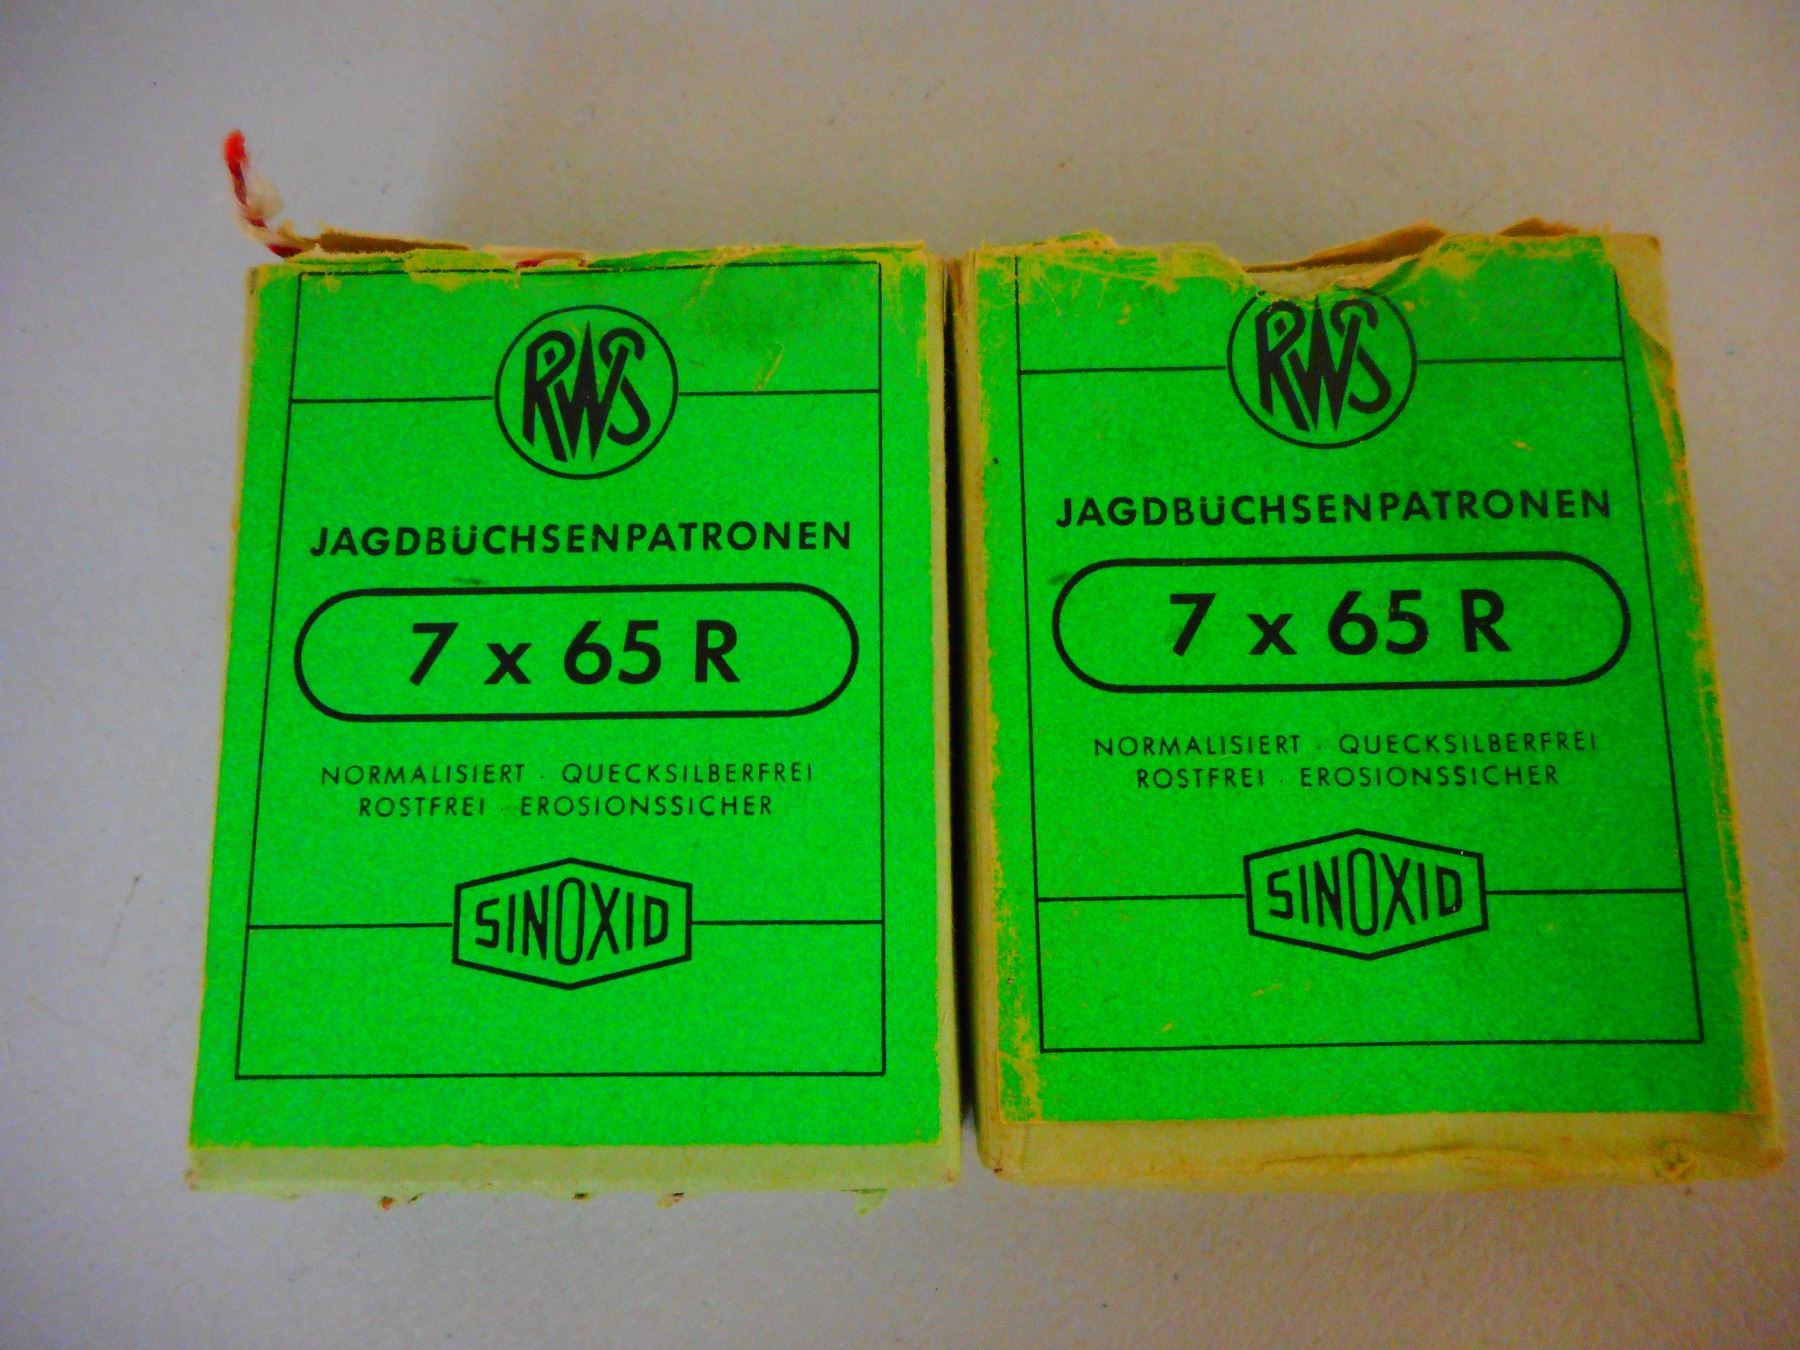 RWS
JAGDBÜCHSENPATRONEN
7 x 65 R
NORMALISIERT · QUECKSILBERFREI
ROSTFREI · EROSIONSSICHER
SINOXID
RWS
JAGDBÜCHSENPATRONEN
7 x 65 R
NORMALISIERT · QUECKSILBERFREI
ROSTFREI · EROSIONSSICHER
SINOXID